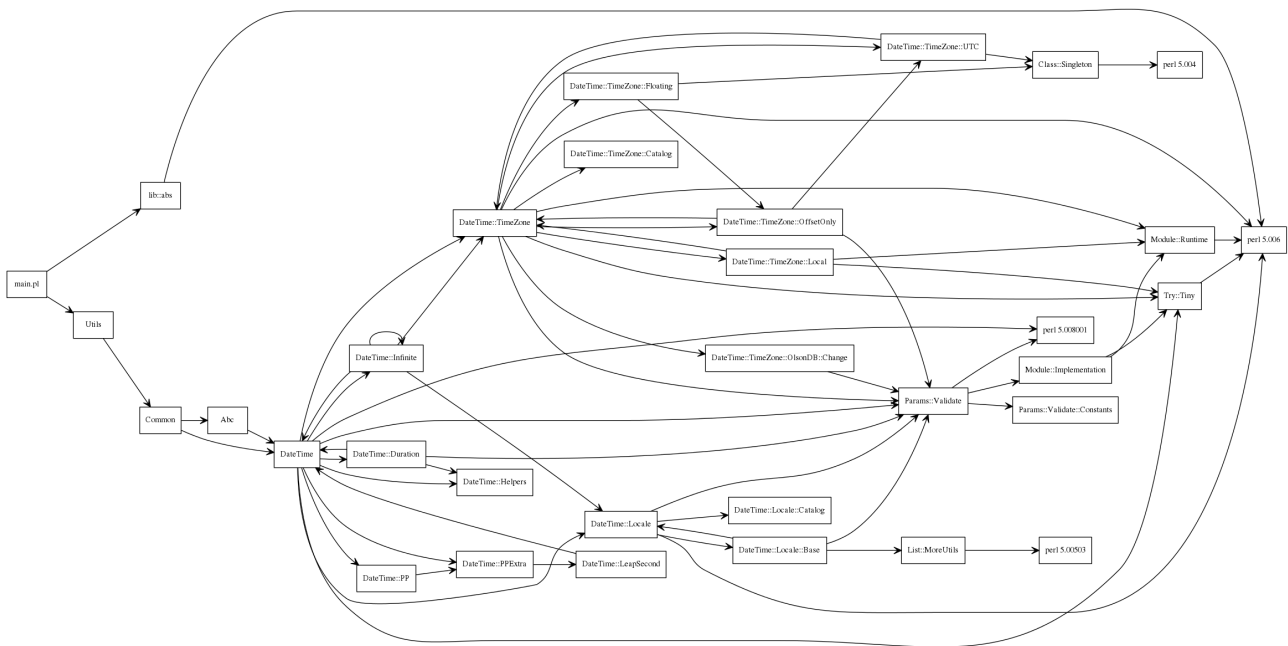 DateTime::TimeZone::UTC
Class::Singleton
perl 5.004
DateTime::TimeZone::Floating
DateTime::TimeZone::Catalog
lib::abs
DateTime::TimeZone
DateTime::TimeZone::OffsetOnly
Module::Runtime
perl 5.006
DateTime::TimeZone::Local
main.pl
Try::Tiny
Utils
perl 5.008001
DateTime::Infinite
DateTime::TimeZone::OlsonDB::Change
Module::Implementation
Params::Validate
Params::Validate::Constants
Common
Abc
DateTime
DateTime::Duration
DateTime::Helpers
DateTime::Locale::Catalog
DateTime::Locale
DateTime::Locale::Base
List::MoreUtils
perl 5.00503
DateTime::PPExtra
DateTime::LeapSecond
DateTime::PP